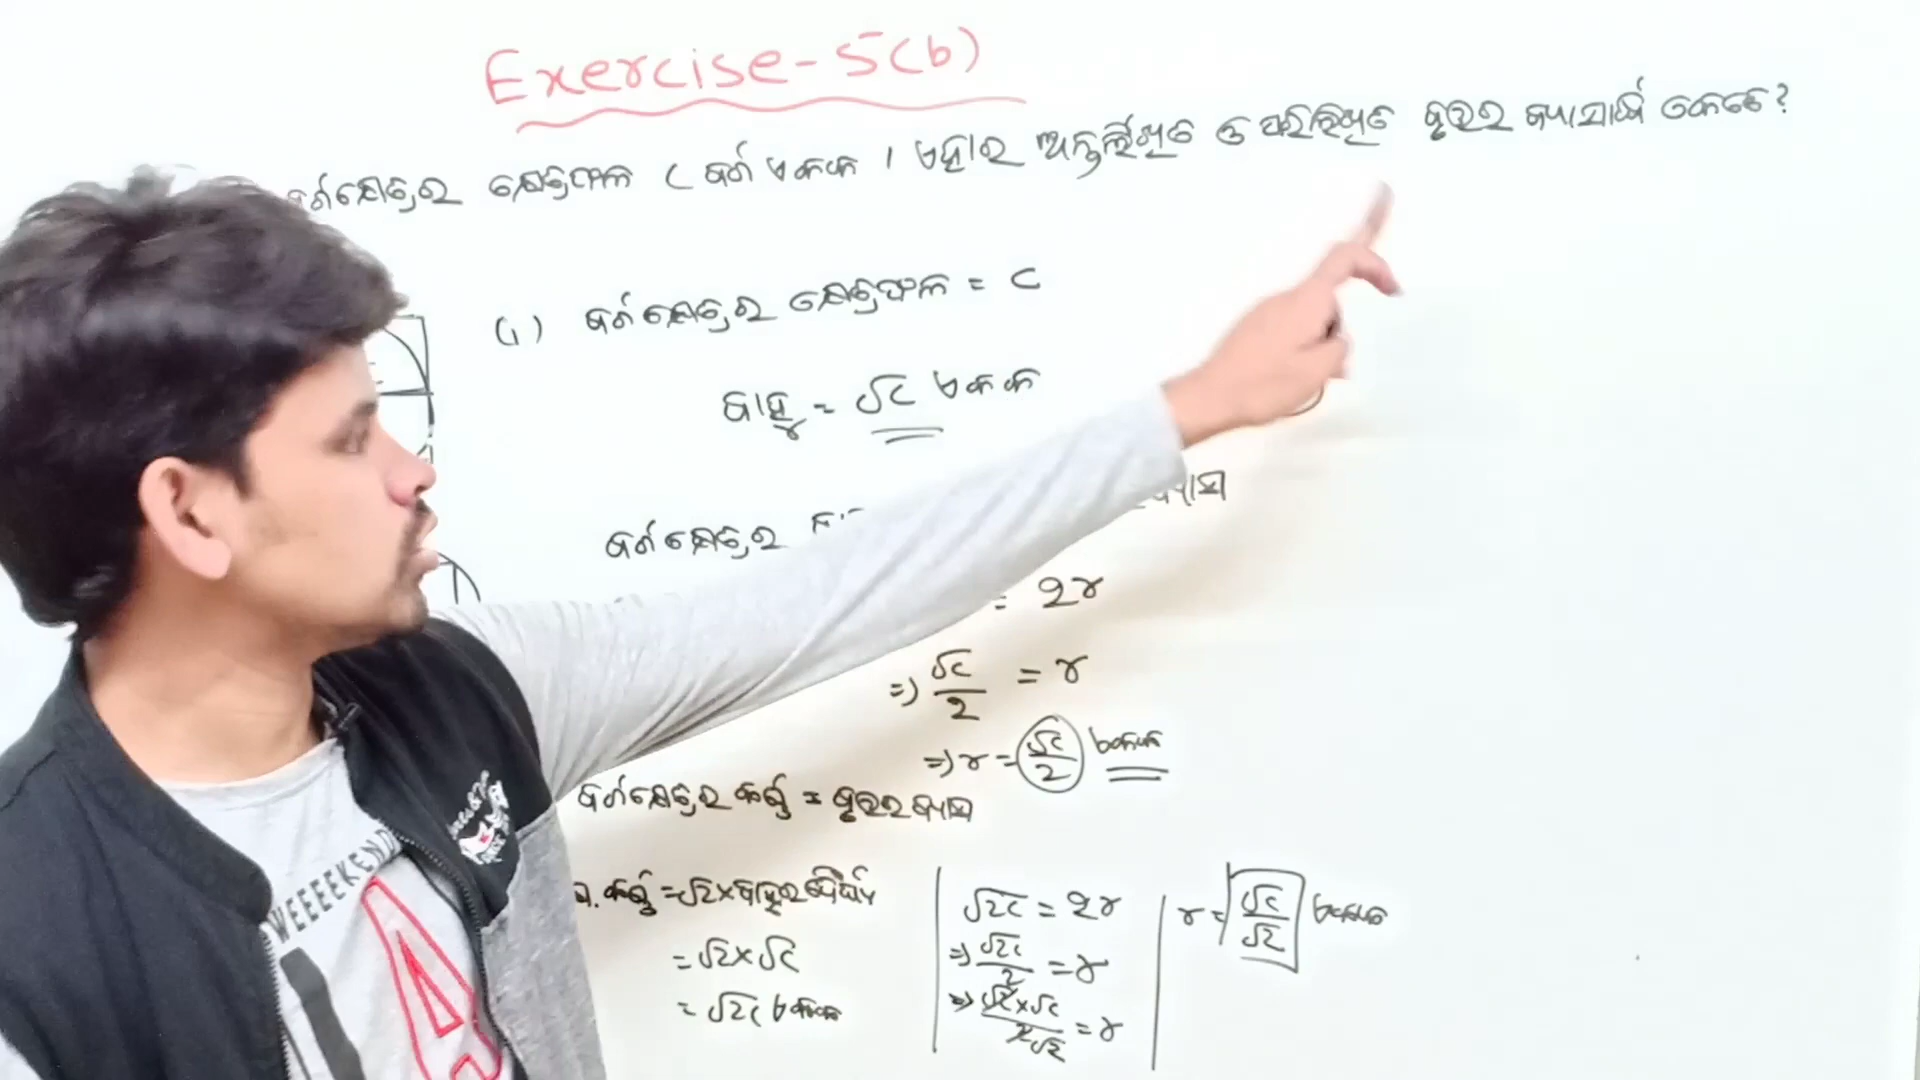 Exercise-5(b)
ବର୍ଗକ୍ଷେତ୍ରର କ୍ଷେତ୍ରଫଳ C ବର୍ଗ ଏକକ । ଏହାର ଅନ୍ତର୍ଲିଖିତ ଓ ପରିଲିଖିତ ବୃତ୍ତର ବ୍ୟାସାର୍ଦ୍ଧ କେତେ?
(i) ବର୍ଗକ୍ଷେତ୍ରର କ୍ଷେତ୍ରଫଳ = C
ବାହୁ = √C ଏକକ
ବର୍ଗକ୍ଷେତ୍ରର
= 2r
=> √C/2 = r
=> r = √C/2 ଏକକ
ବର୍ଗକ୍ଷେତ୍ରର କର୍ଣ୍ଣ = ବୃତ୍ତର ବ୍ୟାସ
କର୍ଣ୍ଣ = √2 × ବାହୁର ଦୈର୍ଘ୍ୟ
= √2 × √C
= √2C ଏକକ
√2C = 2r
=> √2C/2 = r
=> √2×√C/2√2 = r
r = √C/√2 ଏକକ
WEEEEKEND